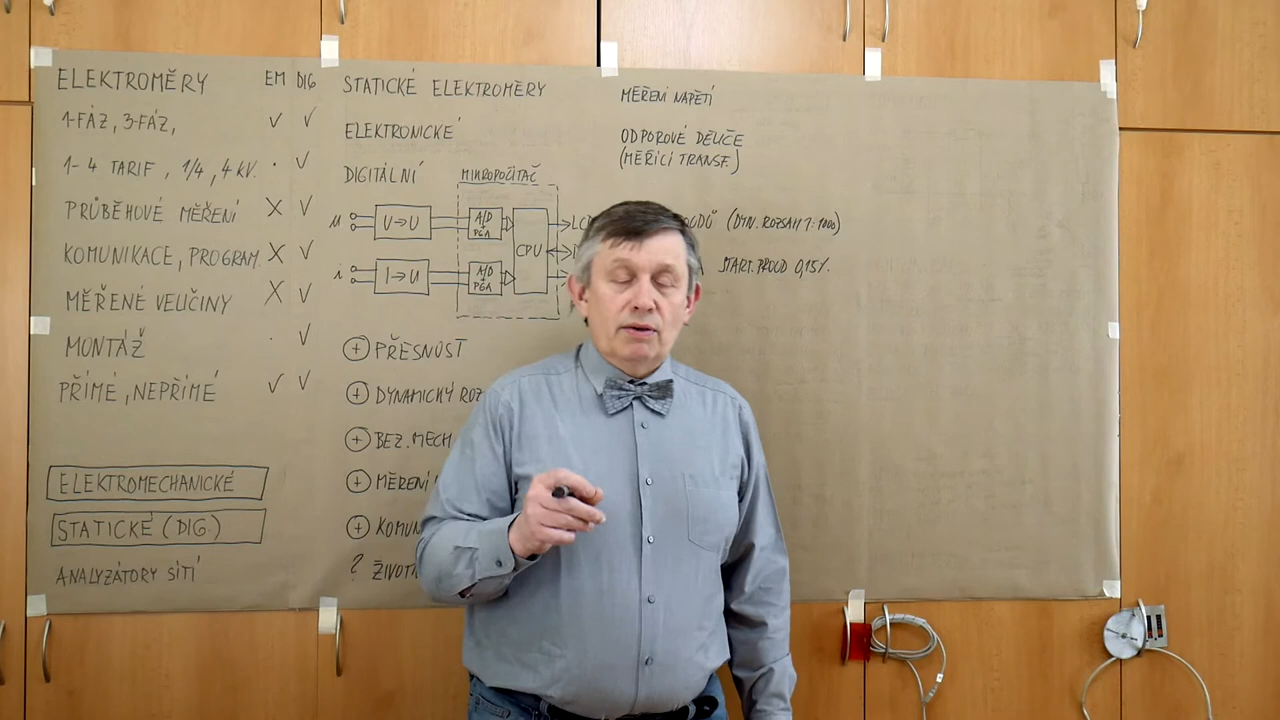 ELEKTROMĚRY EM DIG
1-FÁZ, 3-FÁZ, ✓ ✓
1- 4 TARIF, 1/4, 4 KV. · ✓
PRŮBĚHOVÉ MĚŘENÍ X ✓
KOMUNIKACE, PROGRAM. X ✓
MĚŘENÉ VELIČINY X ✓
MONTÁŽ · ✓
PŘÍMÉ, NEPŘÍMÉ ✓ ✓
ELEKTROMECHANICKÉ
STATICKÉ (DIG.)
ANALYZÁTORY SÍTÍ
STATICKÉ ELEKTROMĚRY
ELEKTRONICKÉ
DIGITÁLNÍ
MIKROPOČÍTAČ
u U→U A/D + PGA
CPU
i I→U A/D + PGA
+ PŘESNOST
+ DYNAMICKÝ ROZ
+ BEZ. MECH
+ MĚŘENÍ
+ KOMUN
? ŽIVOTN
MĚŘENÍ NAPĚTÍ
ODPOROVÉ DĚLIČE
(MĚŘICÍ TRANSF.)
OUDŮ (DYN. ROZSAH 1:1000)
START. PROUD 0,15%.